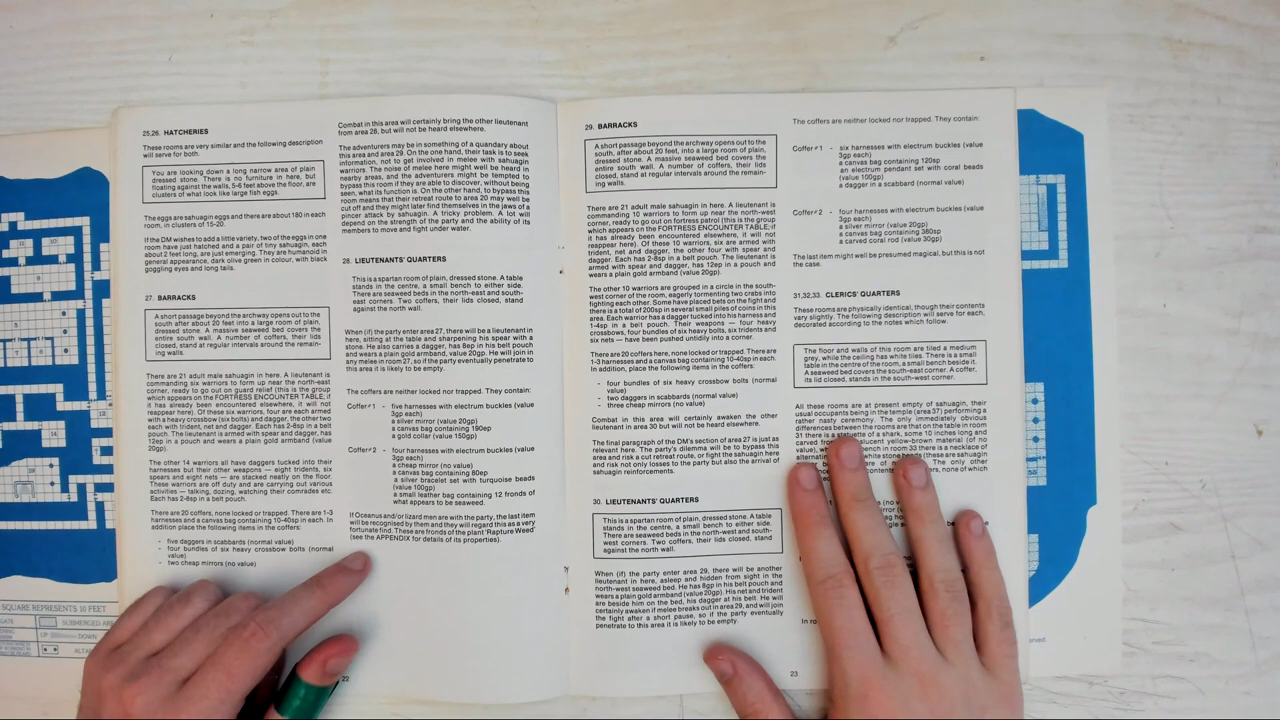 25,26. HATCHERIES
These rooms are very similar and the following description
will serve for both.
You are looking down a long narrow area of plain
dressed stone. There is no furniture in here, but
floating against the walls, 5-6 feet above the floor, are
clusters of what look like large fish eggs.
The eggs are sahuagin eggs and there are about 180 in each
room, in clusters of 15-20.
If the DM wishes to add a little variety, two of the eggs in one
room have just hatched and a pair of tiny sahuagin, each
about 2 feet long, are just emerging. They are humanoid in
general appearance, dark olive green in colour, with black
goggling eyes and long tails.
27. BARRACKS
A short passage beyond the archway opens out to the
south after about 20 feet into a large room of plain,
dressed stone. A massive seaweed bed covers the
entire south wall. A number of coffers, their lids
closed, stand at regular intervals around the remain-
ing walls.
There are 21 adult male sahuagin in here. A lieutenant is
commanding six warriors to form up near the north-east
corner, ready to go out on guard relief (this is the group
which appears on the FORTRESS ENCOUNTER TABLE; if
it has already been encountered elsewhere, it will not
reappear here). Of these six warriors, four are each armed
with a heavy crossbow (six bolts) and dagger, the other two
each with trident, net and dagger. Each has 2-8sp in a belt
pouch. The lieutenant is armed with spear and dagger, has
12ep in a pouch and wears a plain gold armband (value
20gp).
The other 14 warriors all have daggers tucked into their
harnesses but their other weapons — eight tridents, six
spears and eight nets — are stacked neatly on the floor.
These warriors are off duty and are carrying out various
activities — talking, dozing, watching their comrades etc.
Each has 2-8sp in a belt pouch.
There are 20 coffers, none locked or trapped. There are 1-3
harnesses and a canvas bag containing 10-40sp in each. In
addition place the following items in the coffers:
- five daggers in scabbards (normal value)
- four bundles of six heavy crossbow bolts (normal
value)
- two cheap mirrors (no value)
Combat in this area will certainly bring the other lieutenant
from area 28, but will not be heard elsewhere.
The adventurers may be in something of a quandary about
this area and area 29. On the one hand, their task is to seek
information, not to get involved in melee with sahuagin
warriors. The noise of melee here might well be heard in
nearby areas, and the adventurers might be tempted to
bypass this room if they are able to discover, without being
seen, what its function is. On the other hand, to bypass this
room means that their retreat route to area 20 may well be
cut off and they may later find themselves in the jaws of a
pincer attack by sahuagin. A tricky problem. A lot will
depend on the strength of the party and the ability of its
members to move and fight under water.
28. LIEUTENANTS' QUARTERS
This is a spartan room of plain, dressed stone. A table
stands in the centre, a small bench to either side.
There are seaweed beds in the north-east and south-
east corners. Two coffers, their lids closed, stand
against the north wall.
When (if) the party enter area 27, there will be a lieutenant in
here, sitting at the table and sharpening his spear with a
stone. He also carries a dagger, has 8ep in his belt pouch
and wears a plain gold armband, value 20gp. He will join in
any melee in room 27, so if the party eventually penetrate to
this area it is likely to be empty.
The coffers are neither locked nor trapped. They contain:
Coffer#1 - five harnesses with electrum buckles (value
3gp each)
a silver mirror (value 20gp)
a canvas bag containing 190ep
a gold collar (value 150gp)
Coffer#2 - four harnesses with electrum buckles (value
3gp each)
a cheap mirror (no value)
a canvas bag containing 80ep
a silver bracelet set with turquoise beads
(value 100gp)
a small leather bag containing 12 fronds of
what appears to be seaweed.
If Oceanus and/or lizard men are with the party, the last item
will be recognised by them and they will regard this as a very
fortunate find. These are fronds of the plant 'Rapture Weed'
(see the APPENDIX for details of its properties).
22
29. BARRACKS
A short passage beyond the archway opens out to the
south, after about 20 feet, into a large room of plain,
dressed stone. A massive seaweed bed covers the
entire south wall. A number of coffers, their lids
closed, stand at regular intervals around the remain-
ing walls.
There are 21 adult male sahuagin in here. A lieutenant is
commanding 10 warriors to form up near the north-west
corner, ready to go out on fortress patrol (this is the group
which appears on the FORTRESS ENCOUNTER TABLE; if
it has already been encountered elsewhere, it will not
reappear here). Of these 10 warriors, six are armed with
trident, net and dagger, the other four with spear and
dagger. Each has 2-8sp in a belt pouch. The lieutenant is
armed with spear and dagger, has 12ep in a pouch and
wears a plain gold armband (value 20gp).
The other 10 warriors are grouped in a circle in the south-
west corner of the room, eagerly tormenting two crabs into
fighting each other. Some have placed bets on the fight and
there is a total of 200sp in several small piles of coins in this
area. Each warrior has a dagger tucked into his harness and
1-4sp in a belt pouch. Their weapons — four heavy
crossbows, four bundles of six heavy bolts, six tridents and
six nets — have been pushed untidily into a corner.
There are 20 coffers here, none locked or trapped. There are
1-3 harnesses and a canvas bag containing 10-40sp in each.
In addition, place the following items in the coffers:
- four bundles of six heavy crossbow bolts (normal
value)
- two daggers in scabbards (normal value)
- three cheap mirrors (no value)
Combat in this area will certainly awaken the other
lieutenant in area 30 but will not be heard elsewhere.
The final paragraph of the DM's section of area 27 is just as
relevant here. The party's dilemma will be to bypass this
area and risk a cut retreat route, or fight the sahuagin here
and risk not only losses to the party but also the arrival of
sahuagin reinforcements.
30. LIEUTENANTS' QUARTERS
This is a spartan room of plain, dressed stone. A table
stands in the centre, a small bench to either side.
There are seaweed beds in the north-west and south-
west corners. Two coffers, their lids closed, stand
against the north wall.
When (if) the party enter area 29, there will be another
lieutenant in here, asleep and hidden from sight in the
north-west seaweed bed. He has 8gp in his belt pouch and
wears a plain gold armband (value 20gp). His net and trident
are beside him on the bed, his dagger at his belt. He will
certainly awaken if melee breaks out in area 29, and will join
the fight after a short pause, so if the party eventually
penetrate to this area it is likely to be empty.
The coffers are neither locked nor trapped. They contain:
Coffer#1 - six harnesses with electrum buckles (value
3gp each)
a canvas bag containing 120sp
an electrum pendant set with coral beads
(value 100gp)
a dagger in a scabbard (normal value)
Coffer#2 - four harnesses with electrum buckles (value
3gp each)
a silver mirror (value 20gp)
a canvas bag containing 380sp
a carved coral rod (value 30gp)
The last item might well be presumed magical, but this is not
the case.
31,32,33. CLERICS' QUARTERS
These rooms are physically identical, though their contents
vary slightly. The following description will serve for each,
decorated according to the notes which follow.
The floor and walls of this room are tiled a medium
grey, while the ceiling has white tiles. There is a small
table in the centre of the room, a small bench beside it.
A seaweed covers the south-east corner. A coffer,
its lid closed, stands in the south-west corner.
All these rooms are at present empty of sahuagin, their
usual occupants being in the temple (area 37) performing a
rather nasty ceremony. The only immediately obvious
differences between the rooms are that on the table in room
31 there is a statuette of a shark, some 10 inches long and
carved from translucent yellow-brown material (of no
value), bench in room 33 there is a necklace of
alternating white stone beads (these are sahuagin
The only other
none of which
In ro
23
SQUARE REPRESENTS 10 FEET
GATE SUBMERGED
UP DOWN